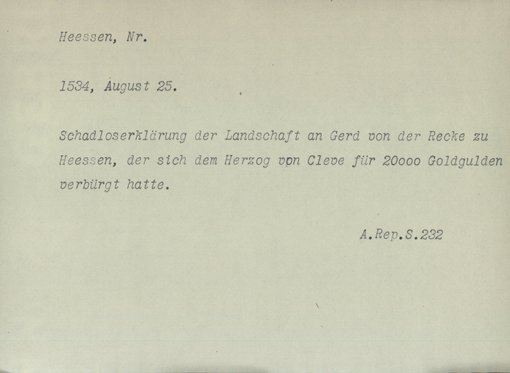 Heessen, Nr.
1534, August 25.
Schadloserklärung der Landschaft an Gerd von der Recke zu
Heessen, der sich dem Herzog von Cleve für 20ooo Goldgulden
verbürgt hatte.
A.Rep.S.232